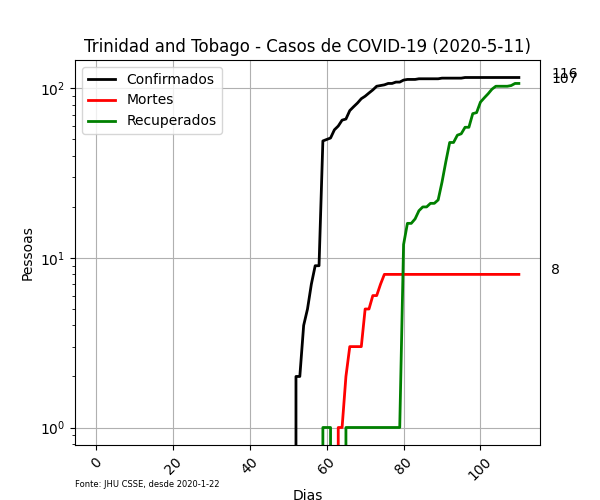 Trinidad and Tobago - Casos de COVID-19 (2020-5-11)
Confirmados
Mortes
Recuperados
116
107
8
10²
10¹
10⁰
Pessoas
0 20 40 60 80 100
Fonte: JHU CSSE, desde 2020-1-22
Dias